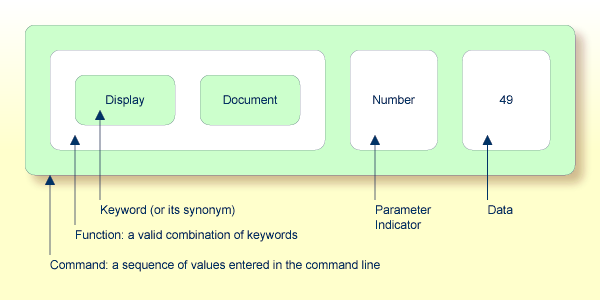 Display
Document
Number
49
Keyword (or its synonym)
Parameter
Indicator
Data
Function: a valid combination of keywords
Command: a sequence of values entered in the command line